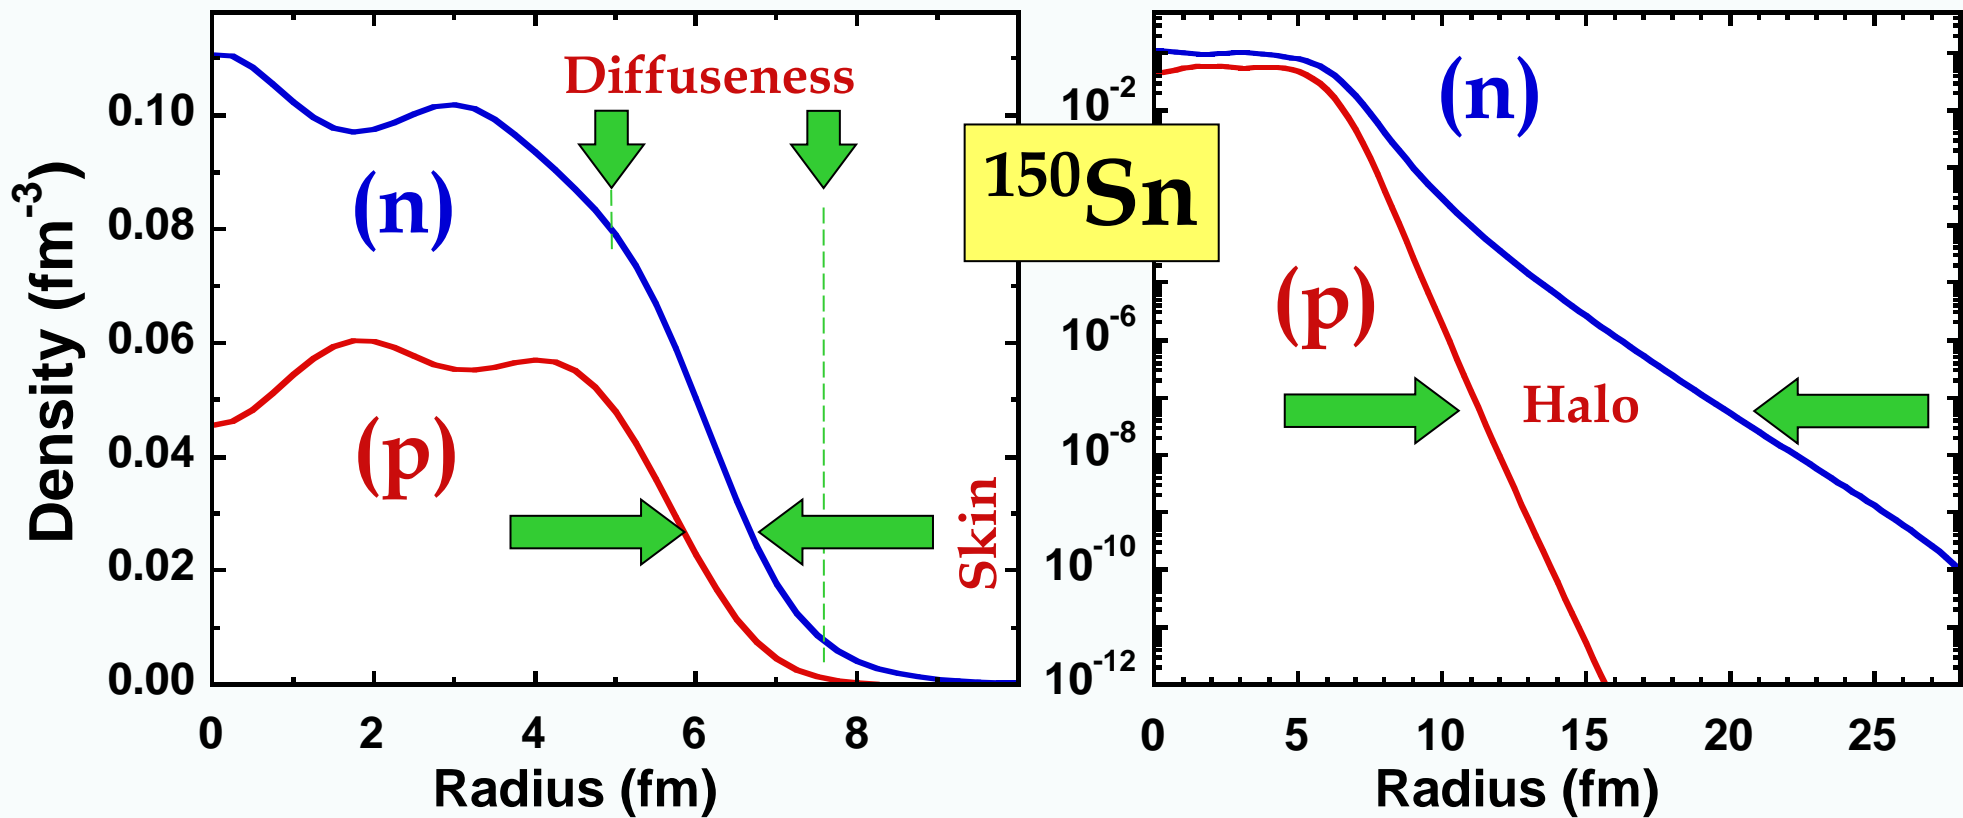 Diffuseness
(n)
(p)
Skin
Density (fm⁻³)
0.10
0.08
0.06
0.04
0.02
0.00
0 2 4 6 8
Radius (fm)
¹⁵⁰Sn
(n)
(p)
Halo
10⁻²
10⁻⁶
10⁻⁸
10⁻¹⁰
10⁻¹²
0 5 10 15 20 25
Radius (fm)